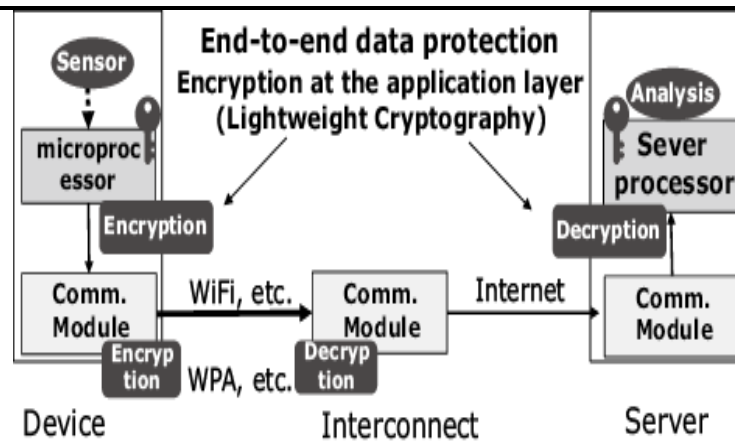 End-to-end data protection
Encryption at the application layer
(Lightweight Cryptography)
Sensor
microproc
essor
Encryption
Comm.
Module
Encryp
tion
WiFi, etc.
WPA, etc.
Comm.
Module
Decryp
tion
Internet
Analysis
Sever
processor
Decryption
Comm.
Module
Device
Interconnect
Server